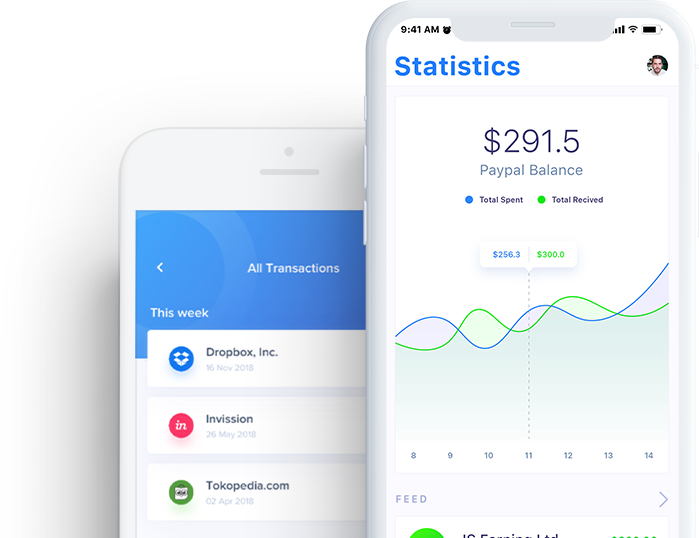 9:41 AM
Statistics
$291.5
Paypal Balance
Total Spent Total Recived
$256.3 $300.0
8 9 10 11 12 13 14
FEED
All Transactions
This week
Dropbox, Inc.
16 Nov 2018
in
Invission
26 May 2018
Tokopedia.com
02 Apr 2018